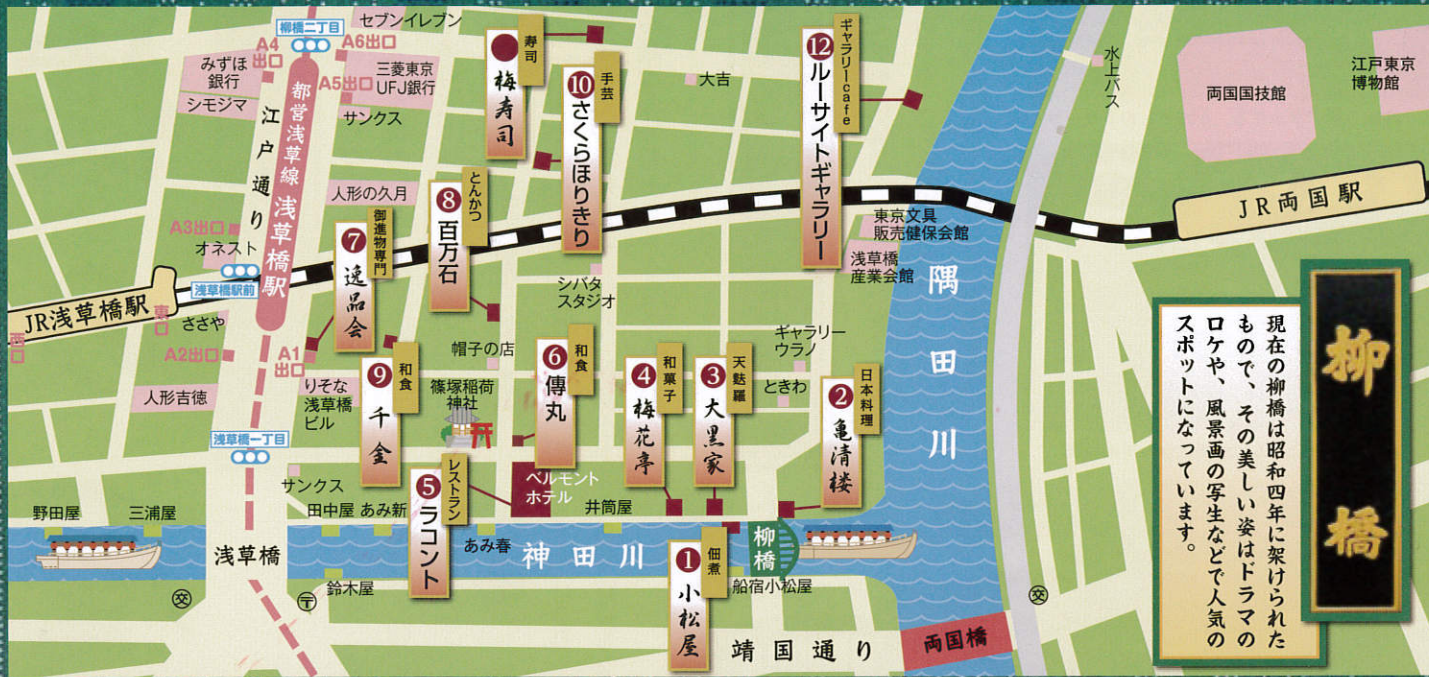 柳橋
現在の柳橋は昭和四年に架けられた
もので、その美しい姿はドラマの
ロケや、風景画の写生などで人気の
スポットになっています。
柳橋二丁目
セブンイレブン
A4
出口
A6出口
みずほ
銀行
三菱東京
UFJ銀行
A5出口
シモジマ
サンクス
江戸通り
都営浅草線 浅草橋駅
人形の久月
A3出口
オネスト
浅草橋駅前
JR浅草橋駅
東口
西口
ささや
A2出口
A1
出口
人形吉徳
りそな
浅草橋
ビル
浅草橋一丁目
サンクス
野田屋
三浦屋
浅草橋
田中屋
あみ新
鈴木屋
あみ春
神田川
井筒屋
ベルモント
ホテル
篠塚稲荷
神社
帽子の店
シバタ
スタジオ
大吉
ギャラリー
ウラノ
ときわ
寿司
梅寿司
手芸
⑩さくらほりきり
ギャラリーcafe
⑫ルーサイトギャラリー
とんかつ
⑧百万石
御進物専門
⑦逸品会
和食
⑨千金
和食
⑥傳丸
レストラン
⑤ラコント
和菓子
④梅花亭
天麩羅
③大黒家
日本料理
②亀清楼
佃煮
①小松屋
柳橋
船宿小松屋
靖国通り
両国橋
隅田川
東京文具
販売健保会館
浅草橋
産業会館
水上バス
両国国技館
江戸東京
博物館
JR両国駅
交
〒
交